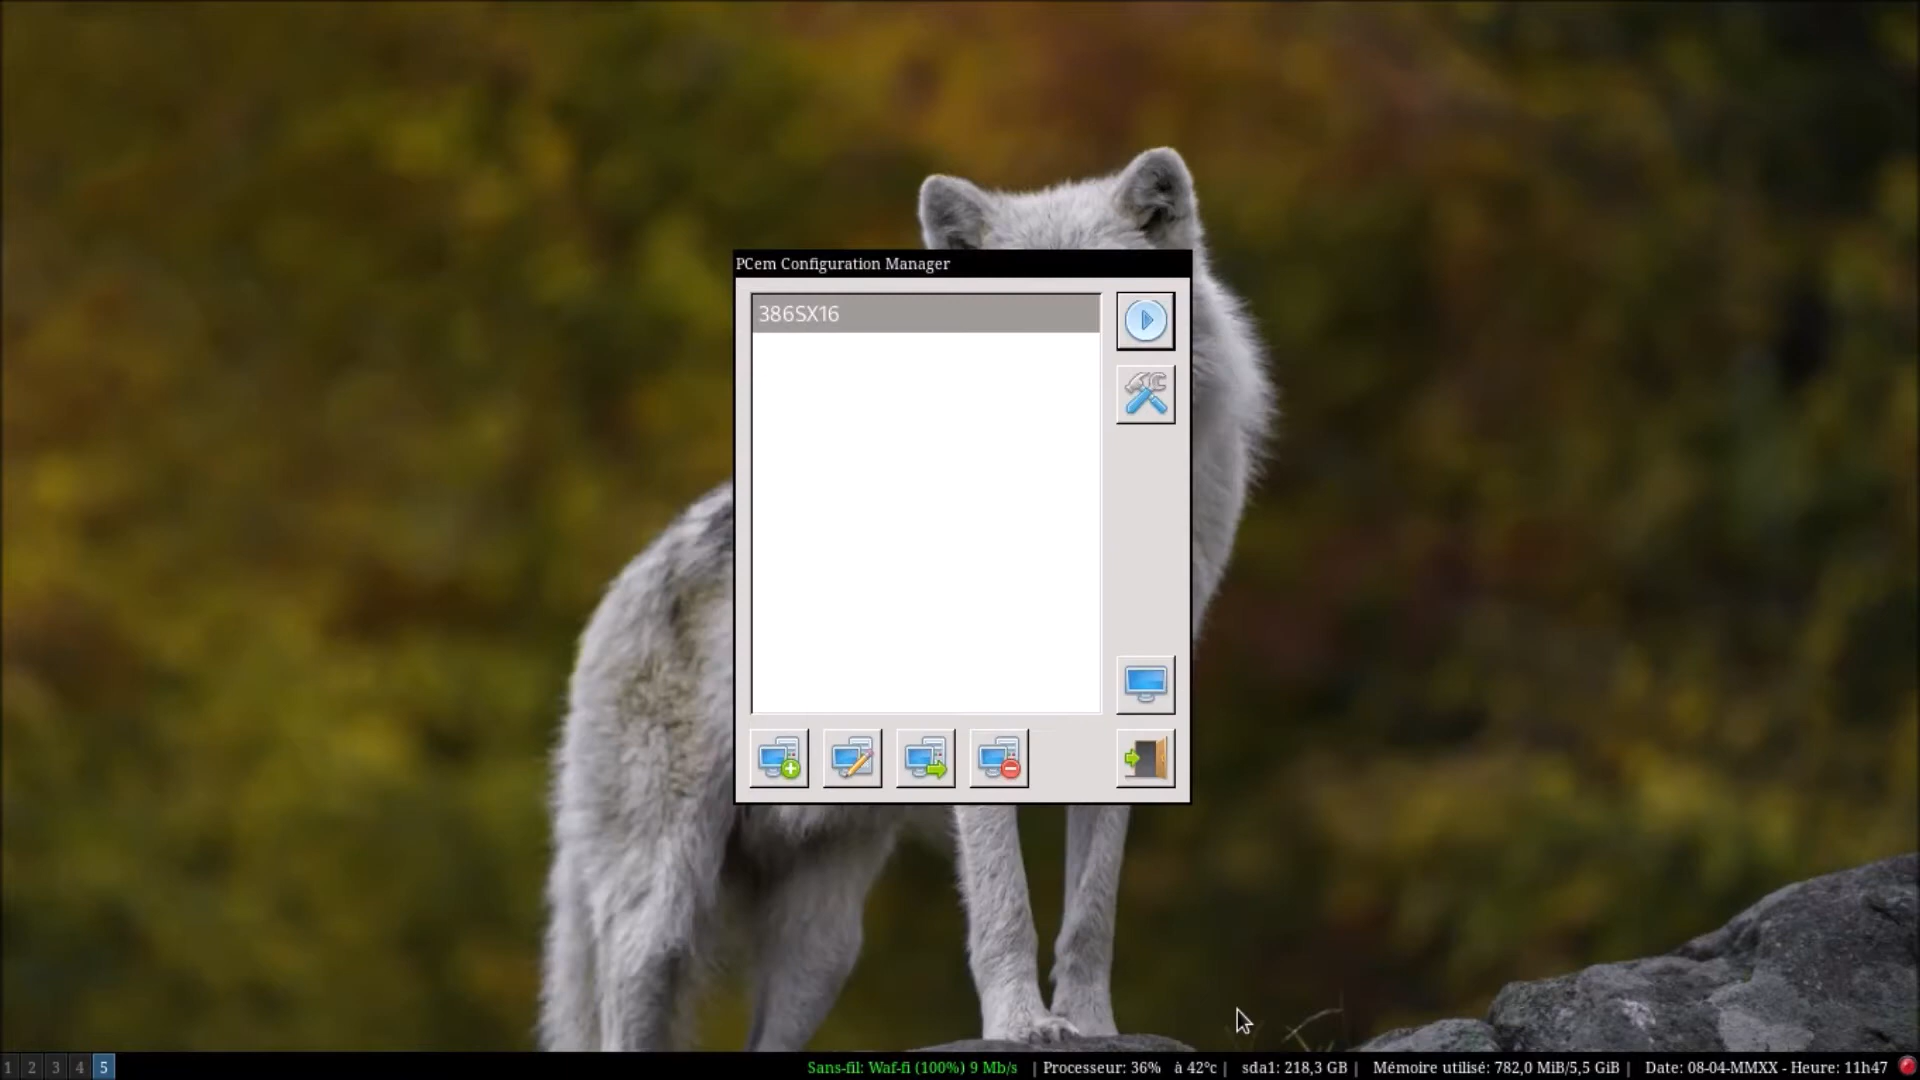 PCem Configuration Manager
386SX16
1 2 3 4 5 Sans-fil: Waf-fi (100%) 9 Mb/s | Processeur: 36% à 42°c | sda1: 218,3 GB | Mémoire utilisé: 782,0 MiB/5,5 GiB | Date: 08-04-MMXX - Heure: 11h47